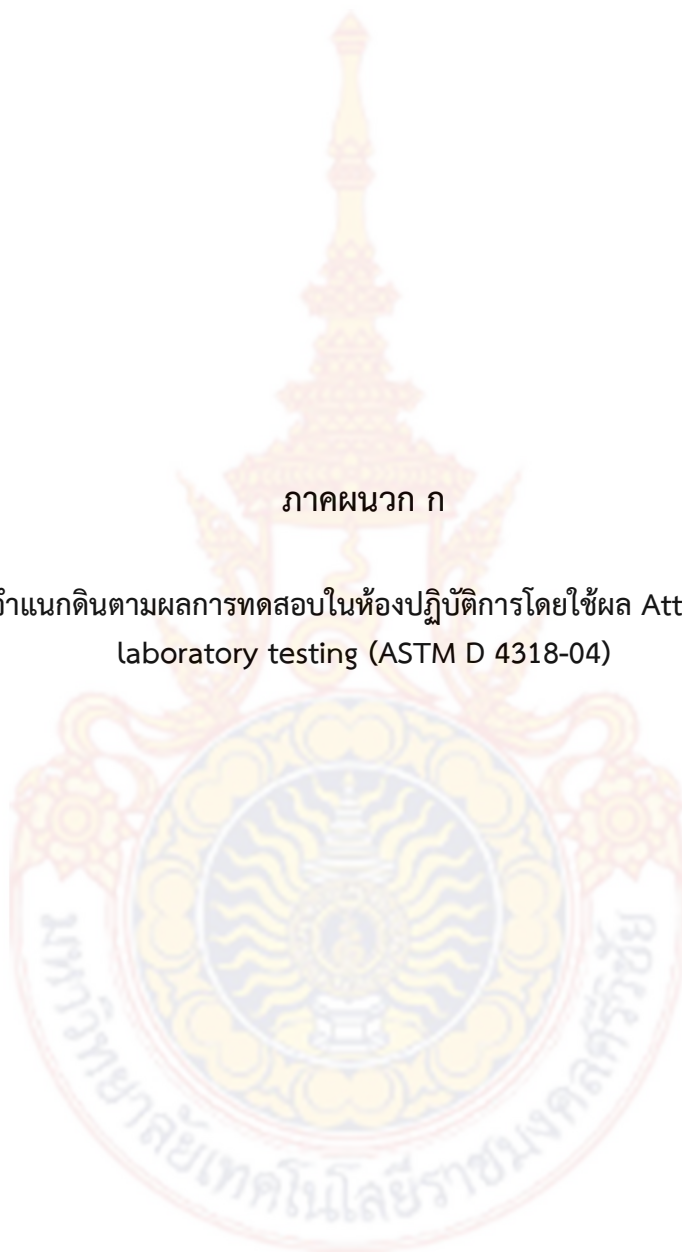 ภาคผนวก ก
จำแนกดินตามผลการทดสอบในห้องปฏิบัติการโดยใช้ผล Att
laboratory testing (ASTM D 4318-04)
มหาวิทยาลัยเทคโนโลยีราชมงคลศรีวิชัย